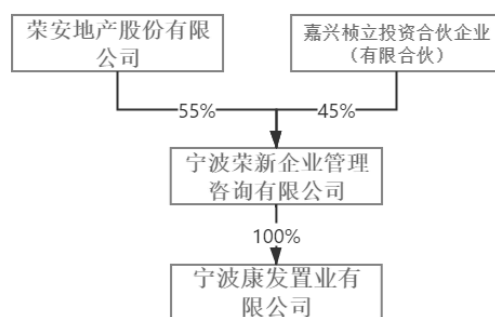 荣安地产股份有限
公司
嘉兴桢立投资合伙企业
（有限合伙）
55%
45%
宁波荣新企业管理
咨询有限公司
100%
宁波康发置业有
限公司